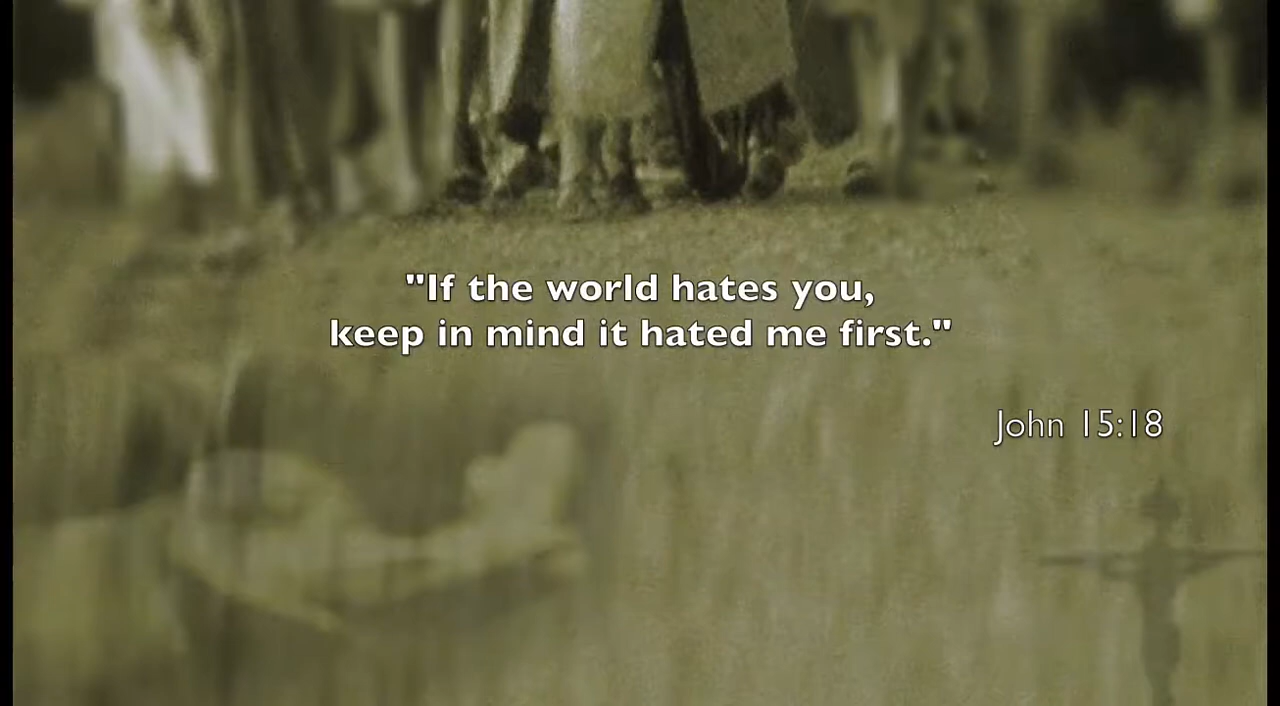 "If the world hates you,
keep in mind it hated me first."
John 15:18